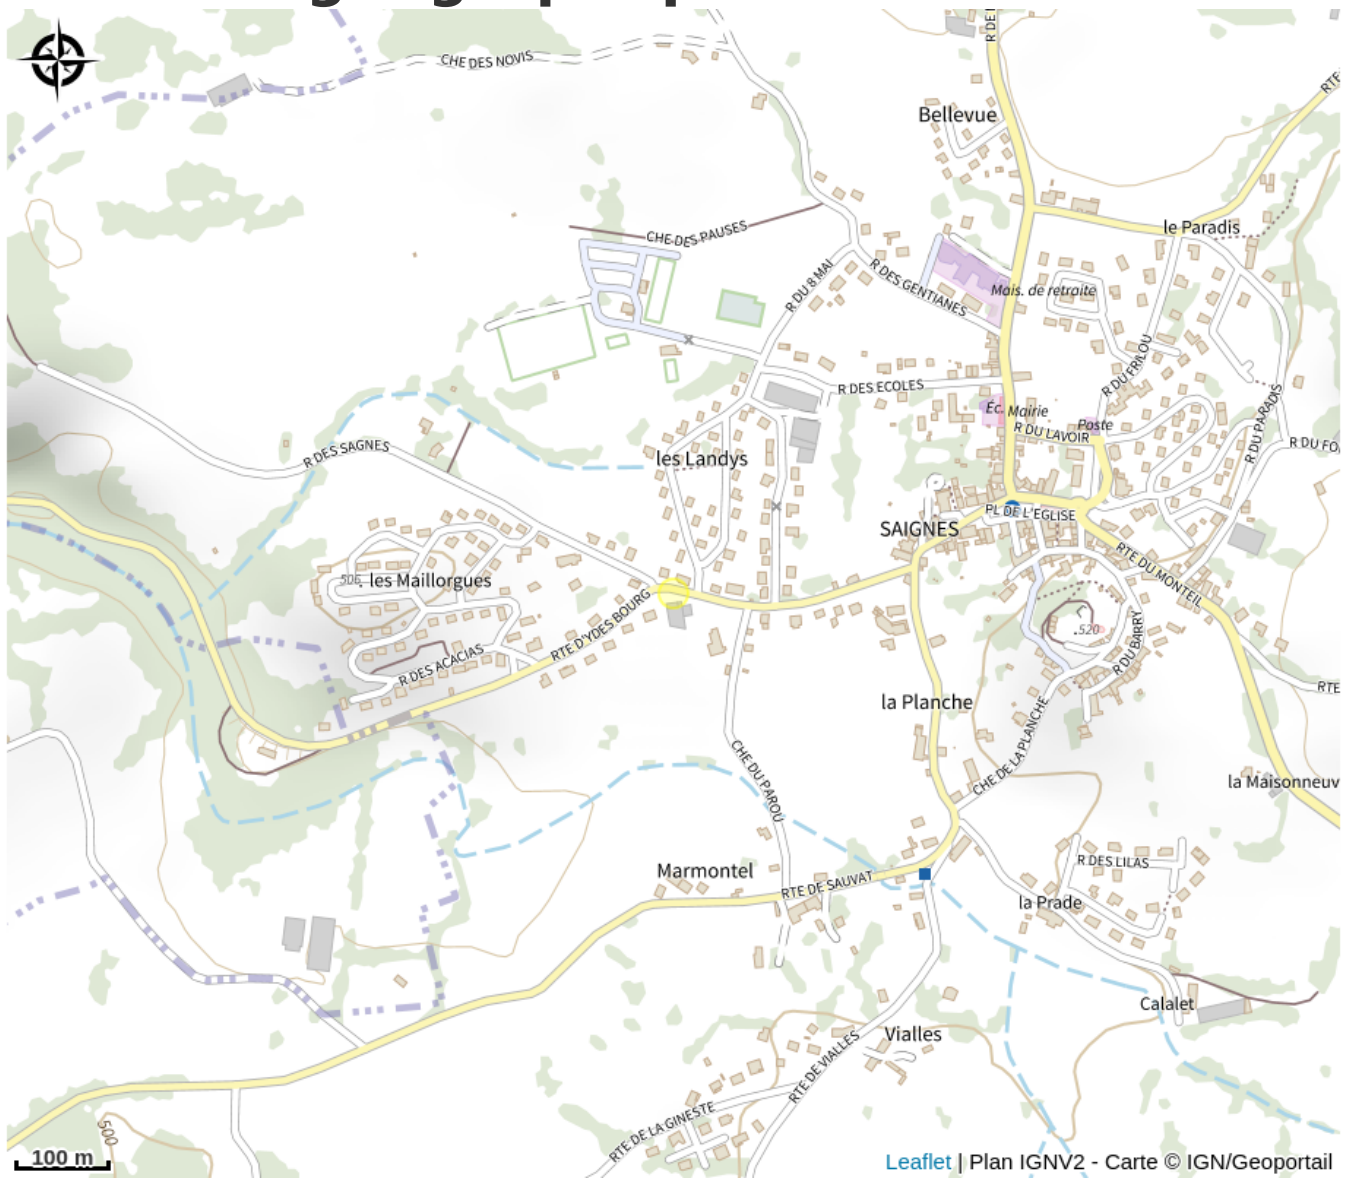 CHE DES NOVIS
R DE
RTE
Bellevue
le Paradis
CHE DES PAUSES
R DU 8 MAI
R DES GENTIANES
Mais. de retraite
R DU FRILOU
R DES ECOLES
Éc.
Mairie
Poste
R DU LAVOIR
R DU PARADIS
R DU FO
R DES SAGNES
les Landys
SAIGNES
PL DE L'EGLISE
RTE DU MONTEIL
506
les Maillorgues
RTE D'YDES BOURG
R DES ACACIAS
.520
R DU BARRY
RTE
la Planche
CHE DE LA PLANCHE
CHE DU PAROU
la Maisonneuv
Marmontel
RTE DE SAUVAT
R DES LILAS
la Prade
Calalet
Vialles
RTE DE VIALLES
RTE DE LA GINESTE
500
100 m
Leaflet | Plan IGNV2 - Carte © IGN/Geoportail